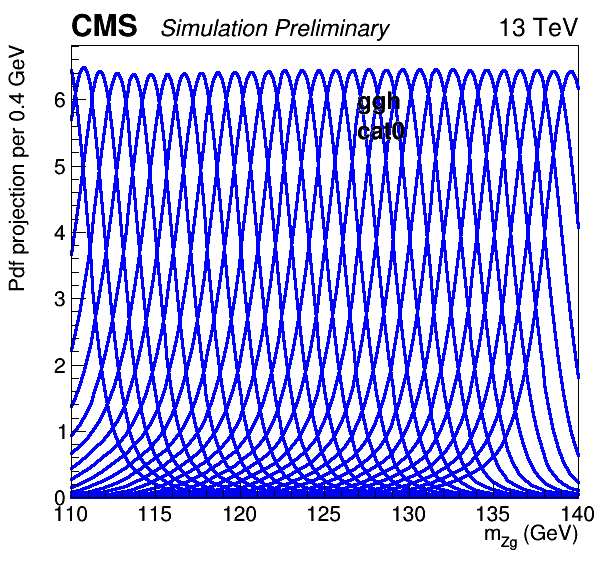 CMS Simulation Preliminary 13 TeV
Pdf projection per 0.4 GeV
6
5
4
3
2
1
0
ggh
cat0
110 115 120 125 130 135 140
m_Zg (GeV)